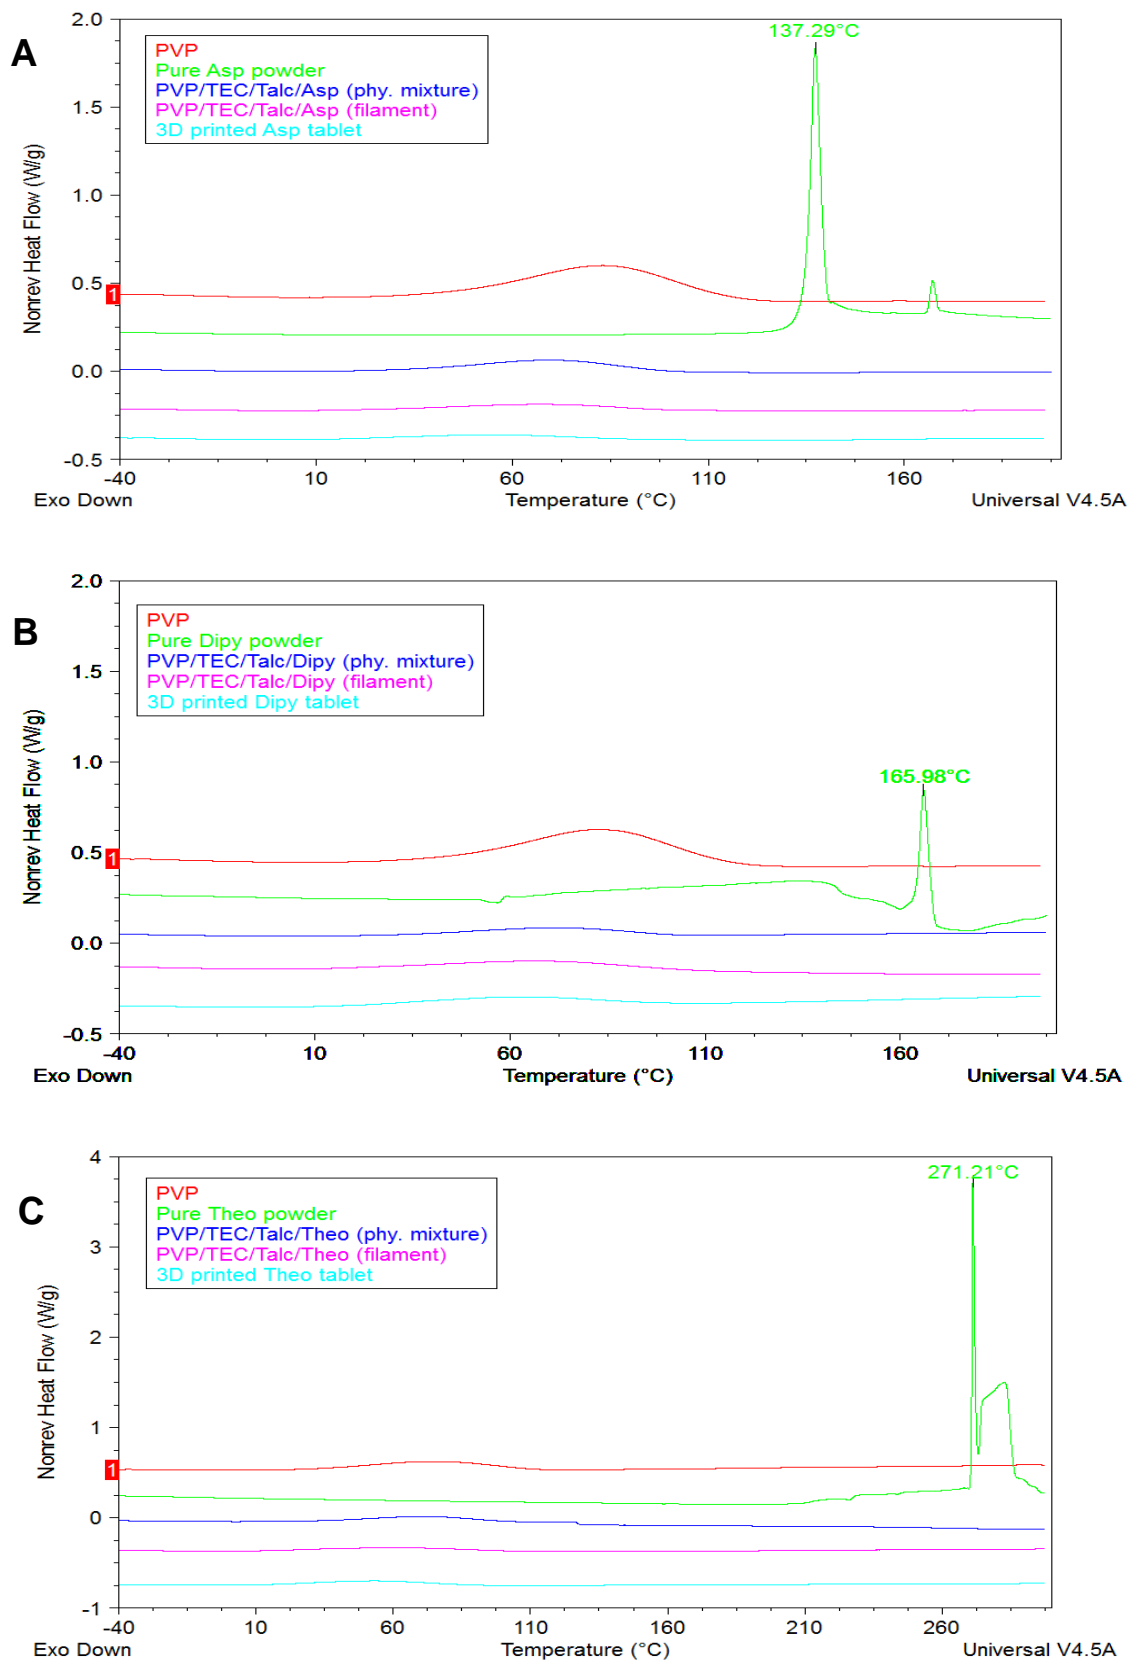 A
2.0
1.5
1.0
0.5
0.0
-0.5
Nonrev Heat Flow (W/g)
PVP
Pure Asp powder
PVP/TEC/Talc/Asp (phy. mixture)
PVP/TEC/Talc/Asp (filament)
3D printed Asp tablet
137.29°C
1
-40 10 60 110 160
Exo Down Temperature (°C) Universal V4.5A
B
2.0
1.5
1.0
0.5
0.0
-0.5
Nonrev Heat Flow (W/g)
PVP
Pure Dipy powder
PVP/TEC/Talc/Dipy (phy. mixture)
PVP/TEC/Talc/Dipy (filament)
3D printed Dipy tablet
165.98°C
1
-40 10 60 110 160
Exo Down Temperature (°C) Universal V4.5A
C
4
3
2
1
0
-1
Nonrev Heat Flow (W/g)
PVP
Pure Theo powder
PVP/TEC/Talc/Theo (phy. mixture)
PVP/TEC/Talc/Theo (filament)
3D printed Theo tablet
271.21°C
1
-40 10 60 110 160 210 260
Exo Down Temperature (°C) Universal V4.5A